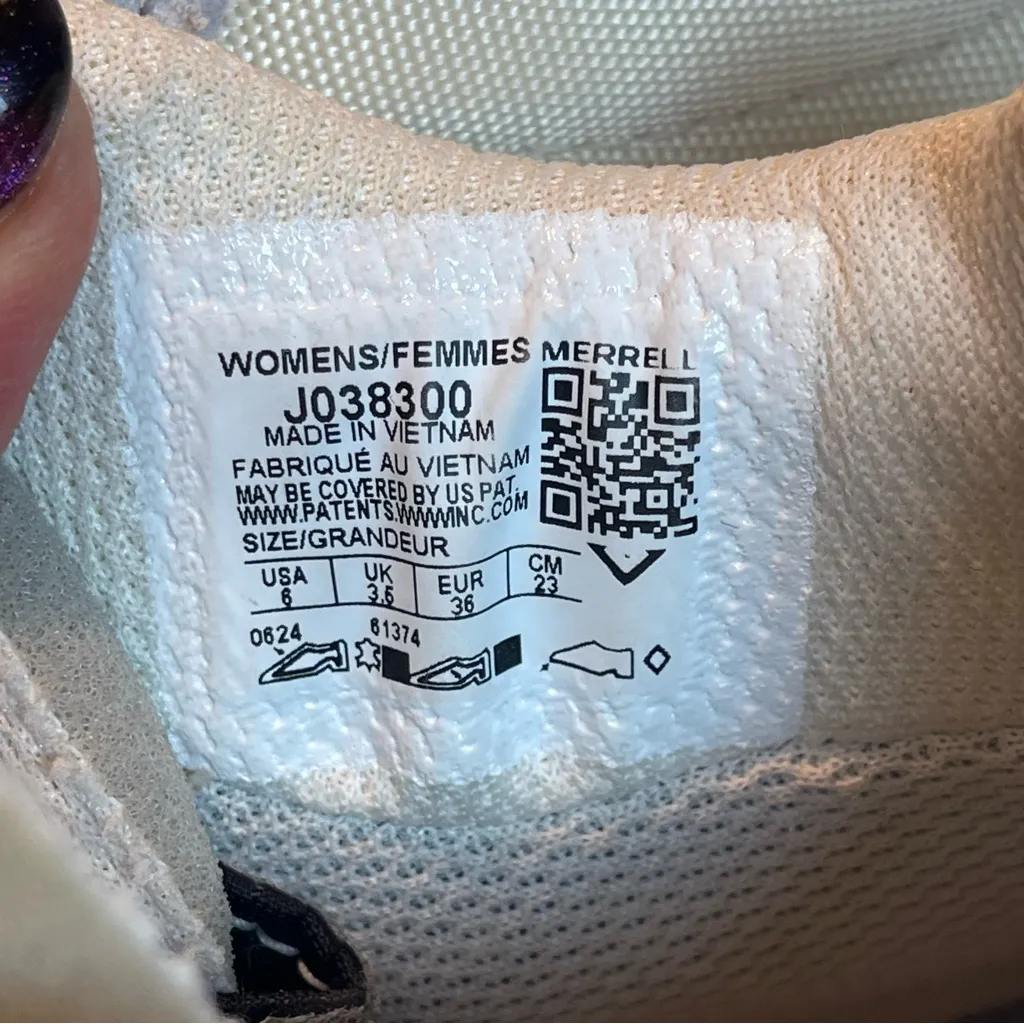 WOMENS/FEMMES MERRELL
J038300
MADE IN VIETNAM
FABRIQUÉ AU VIETNAM
MAY BE COVERED BY US PAT.
WWW.PATENTS.WWWINC.COM
SIZE/GRANDEUR
USA UK EUR CM
6 3.5 36 23
0624 61374